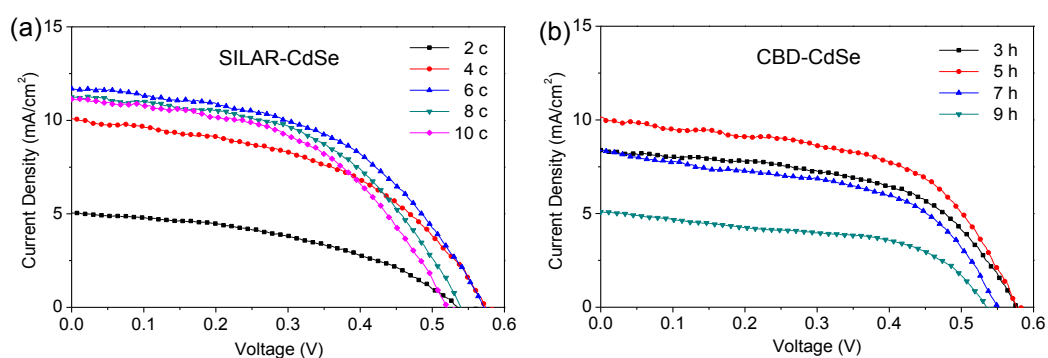 (a)
SILAR-CdSe
2 c
4 c
6 c
8 c
10 c
15
10
5
0
Current Density (mA/cm²)
0.0 0.1 0.2 0.3 0.4 0.5 0.6
Voltage (V)
(b)
CBD-CdSe
3 h
5 h
7 h
9 h
15
10
5
0
Current Density (mA/cm²)
0.0 0.1 0.2 0.3 0.4 0.5 0.6
Voltage (V)